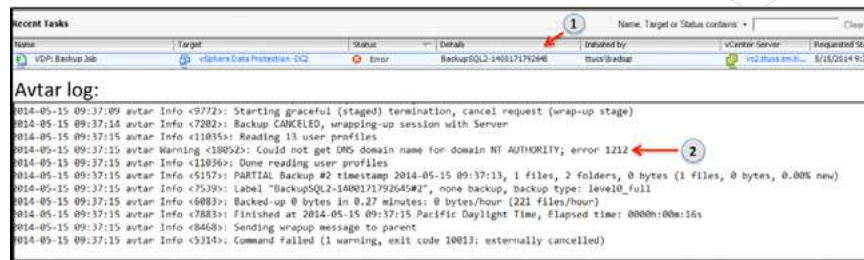 Recent Tasks
1
Name, Target or Status contains:
Clear
Name Target Status Details Initiated by vCenter Server Requested St
VDP: Backup Job vSphere Data Protection -DC2 Error BackupSQL2-1400171792648 ttucs\badup 5/15/2014 9:
Avtar log:
2014-05-15 09:37:09 avtar Info <9772>: Starting graceful (staged) termination, cancel request (wrap-up stage)
2014-05-15 09:37:14 avtar Info <7202>: Backup CANCELED, wrapping-up session with Server
2014-05-15 09:37:15 avtar Info <11035>: Reading 13 user profiles
2014-05-15 09:37:15 avtar Warning <18052>: Could not get DNS domain name for domain NT AUTHORITY; error 1212
2
2014-05-15 09:37:15 avtar Info <11036>: Done reading user profiles
2014-05-15 09:37:15 avtar Info <5157>: PARTIAL Backup #2 timestamp 2014-05-15 09:37:13, 1 files, 2 folders, 0 bytes (1 files, 0 bytes, 0.00% new)
2014-05-15 09:37:15 avtar Info <7539>: Label "BackupSQL2-1400171792645#2", none backup, backup type: level0_full
2014-05-15 09:37:15 avtar Info <6083>: Backed-up 0 bytes in 0.27 minutes: 0 bytes/hour (221 files/hour)
2014-05-15 09:37:15 avtar Info <7883>: Finished at 2014-05-15 09:37:15 Pacific Daylight Time, Elapsed time: 0000h:00m:16s
2014-05-15 09:37:15 avtar Info <8468>: Sending wrapup message to parent
2014-05-15 09:37:15 avtar Info <5314>: Command failed (1 warning, exit code 10013: externally cancelled)